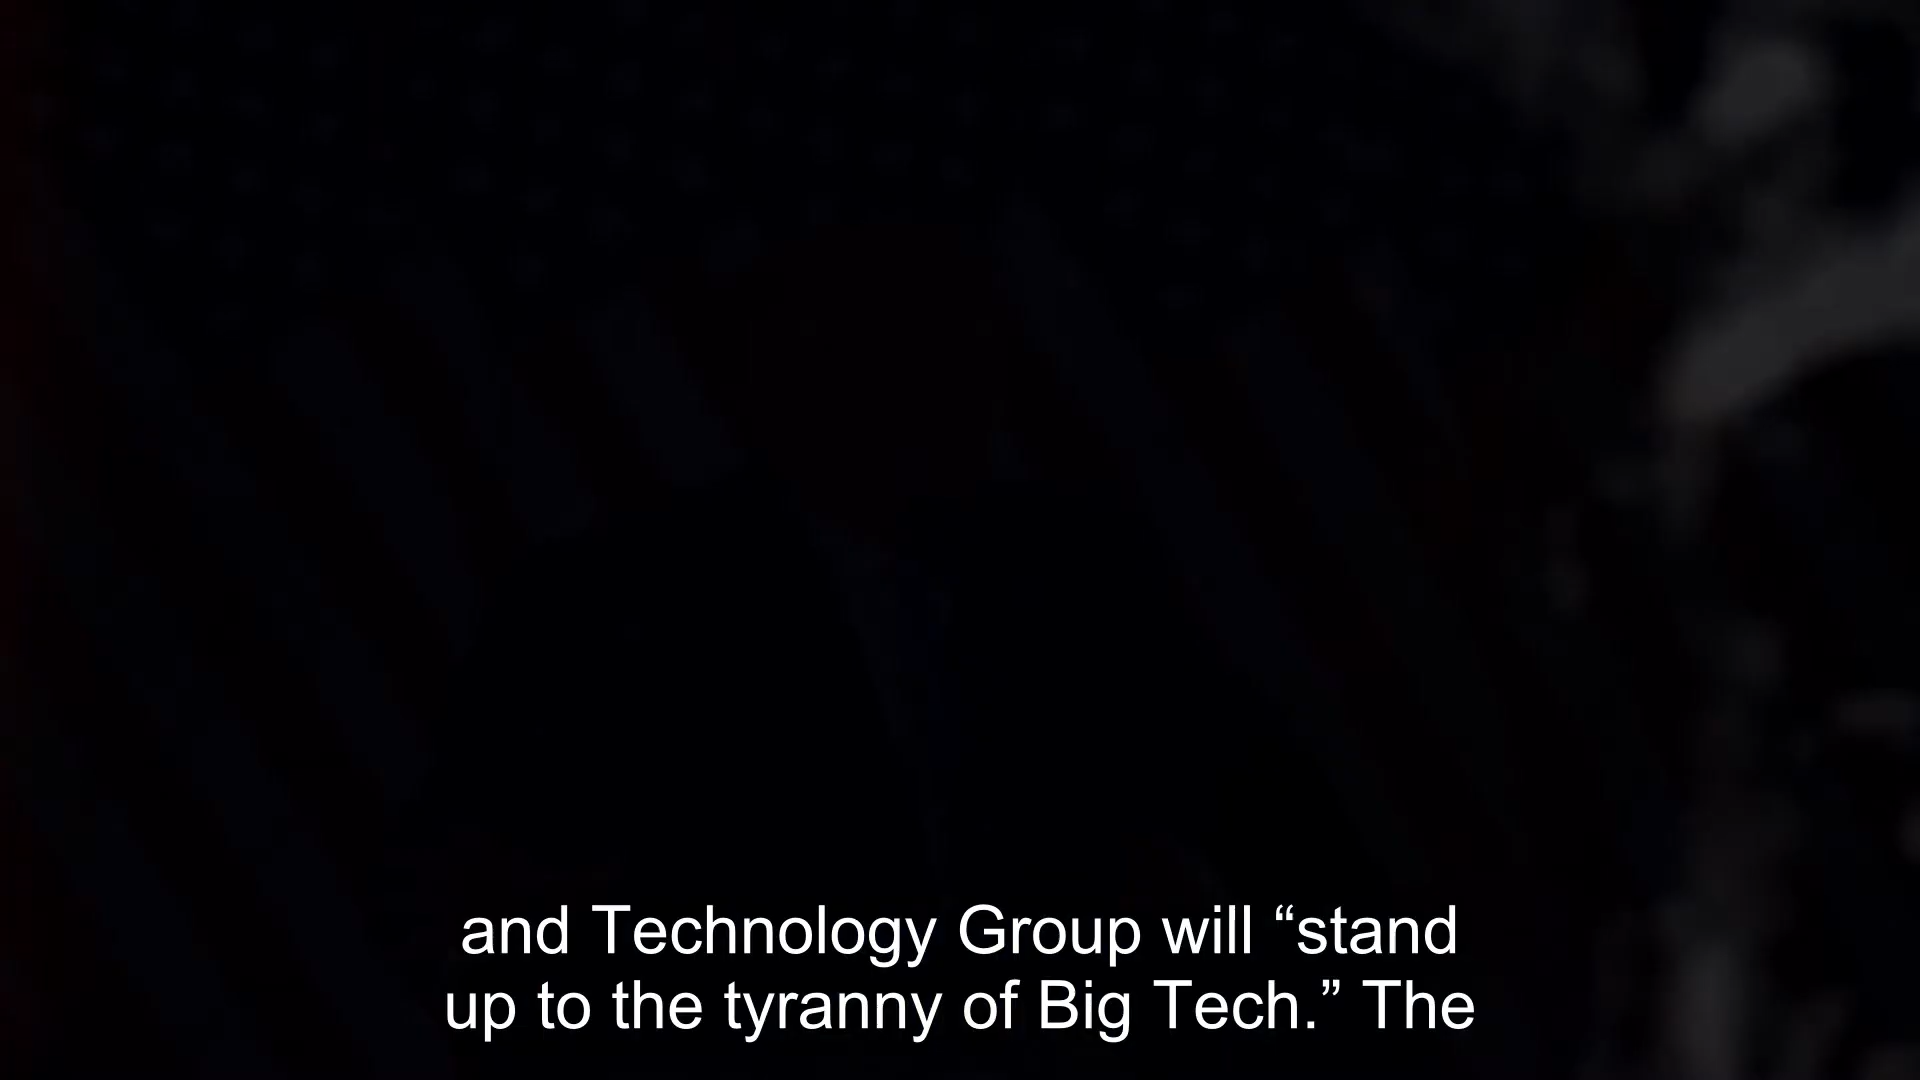 and Technology Group will “stand
up to the tyranny of Big Tech.” The